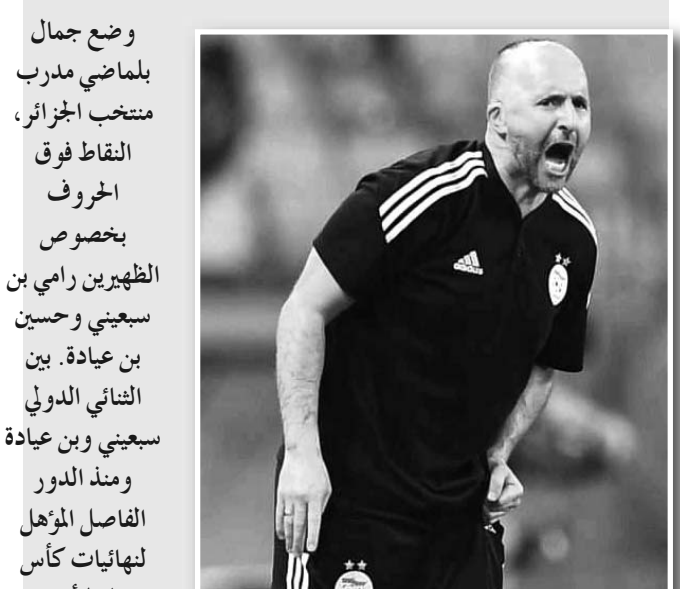 وضع جمال
بلماضي مدرب
منتخب الجزائر،
النقاط فوق
الحروف
بخصوص
الظهيرين رامي بن
سبعيني وحسين
بن عيادة. بين
الثنائي الدولي
سبعيني وبن عيادة
ومنذ الدور
الفاصل المؤهل
لنهائيات كأس
adidas